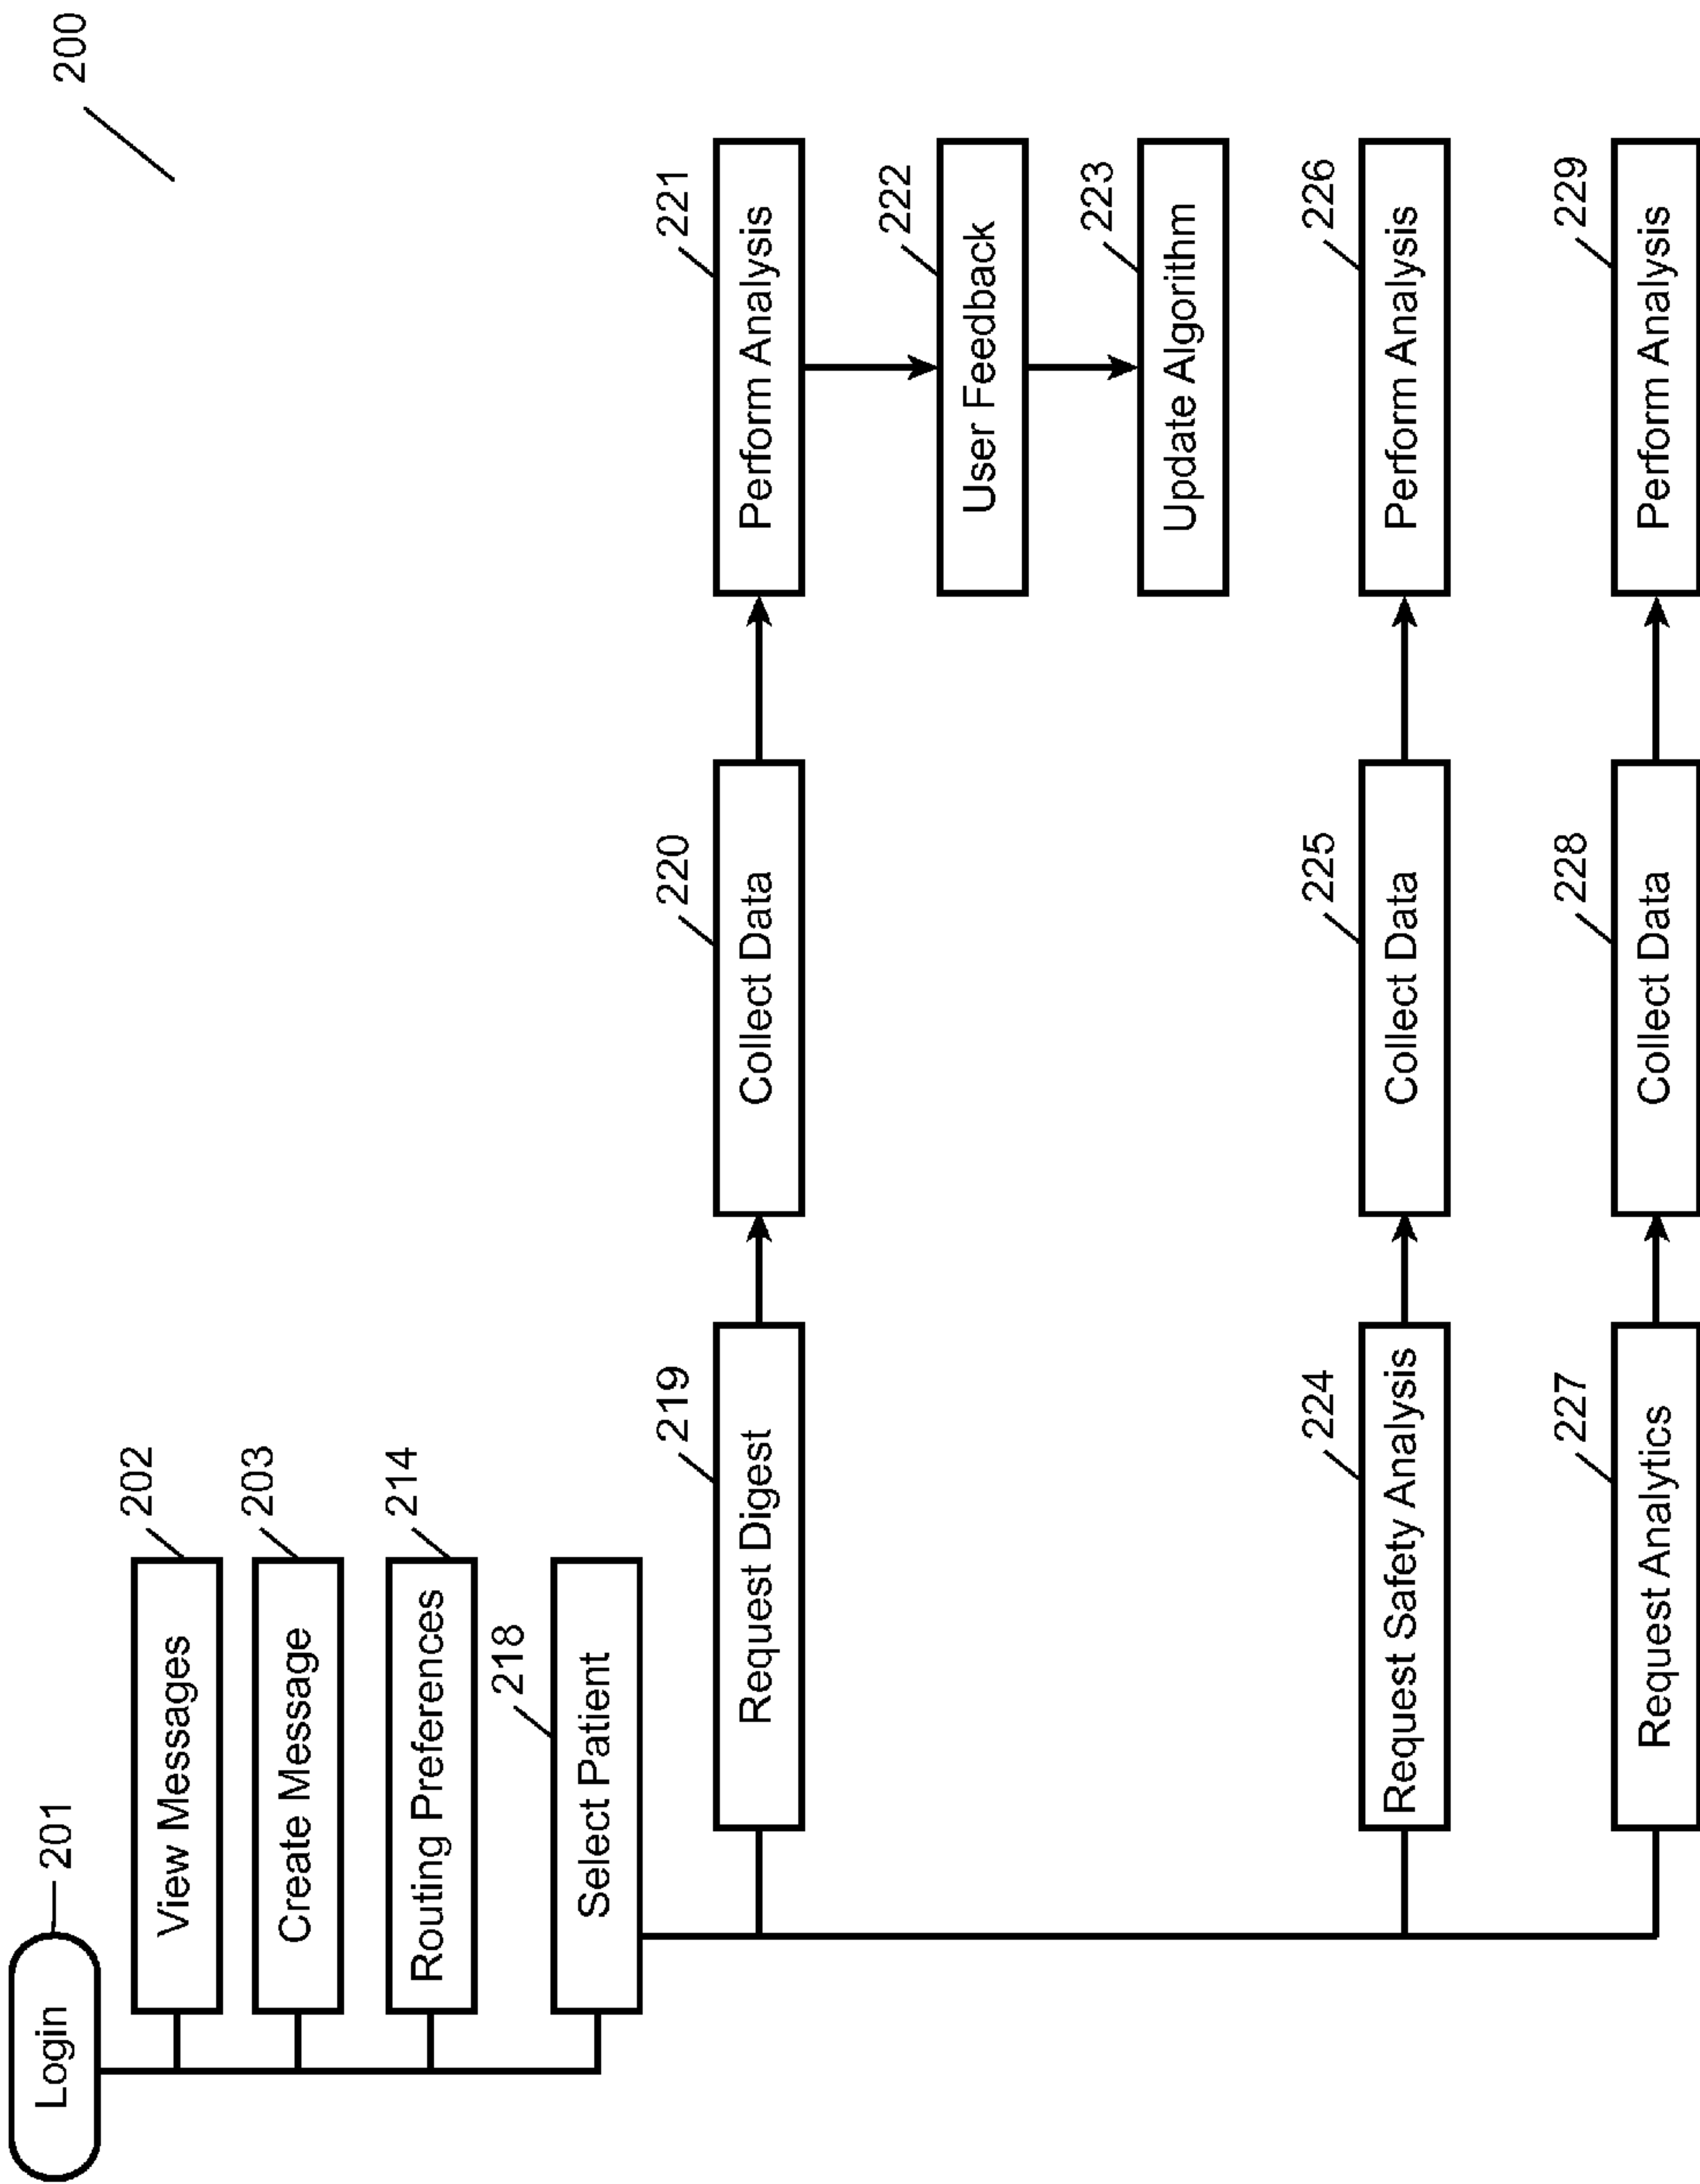 200
Login
201
View Messages
202
Create Message
203
Routing Preferences
214
Select Patient
218
Request Digest
219
Collect Data
220
Perform Analysis
221
User Feedback
222
Update Algorithm
223
Request Safety Analysis
224
Collect Data
225
Perform Analysis
226
Request Analytics
227
Collect Data
228
Perform Analysis
229